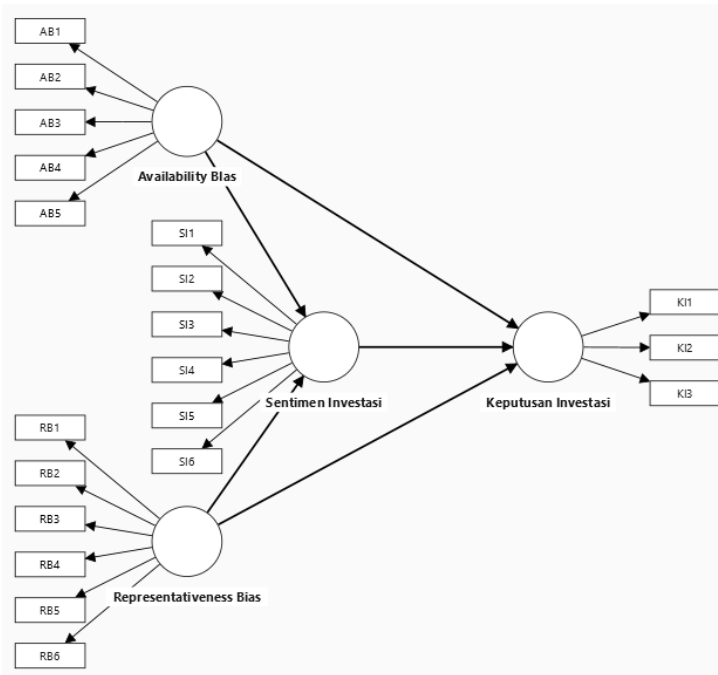 AB1
AB2
AB3
AB4
AB5
Availability BIas
SI1
SI2
SI3
SI4
SI5
SI6
Sentimen Investasi
KI1
KI2
KI3
Keputusan Investasi
RB1
RB2
RB3
RB4
RB5
RB6
Representativeness Bias